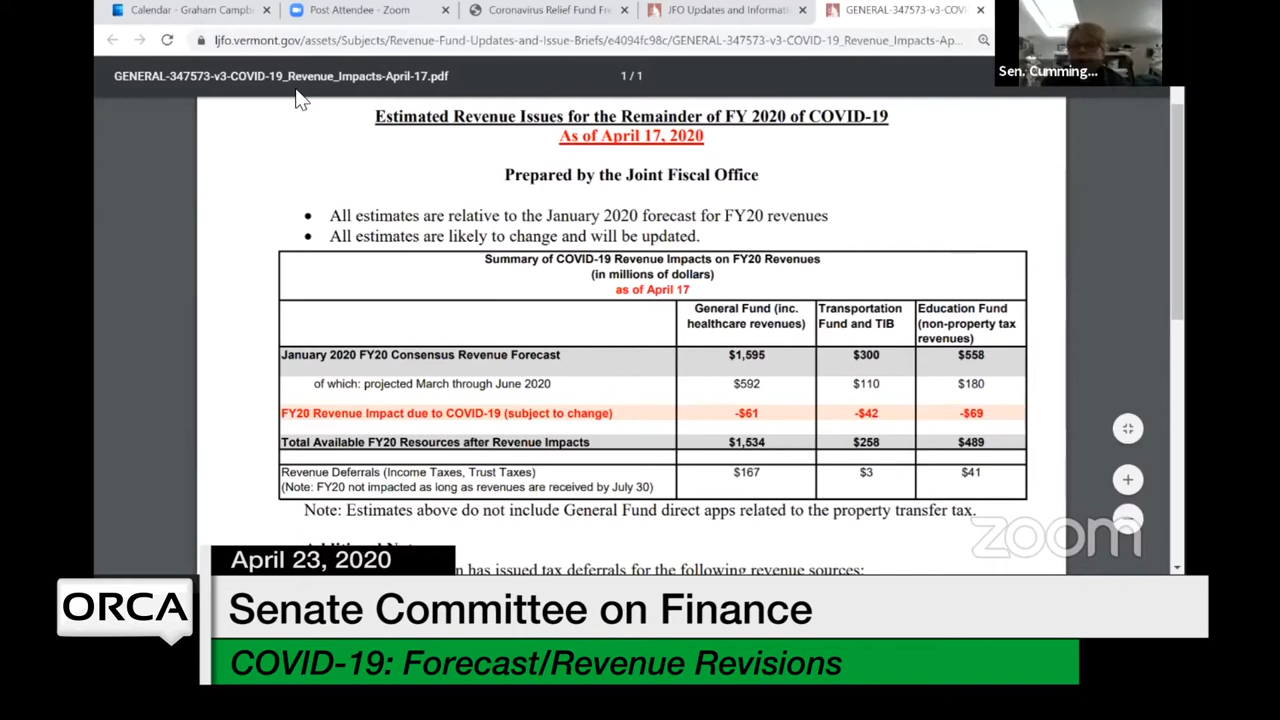 Calendar - Graham Campb
Post Attendee - Zoom
Coronavirus Relief Fund Fre
JFO Updates and Informati
GENERAL-347573-v3-COVI
ljfo.vermont.gov/assets/Subjects/Revenue-Fund-Updates-and-Issue-Briefs/e4094fc98c/GENERAL-347573-v3-COVID-19_Revenue_Impacts-Ap...
Sen. Cumming...
GENERAL-347573-v3-COVID-19_Revenue_Impacts-April-17.pdf
1 / 1
Estimated Revenue Issues for the Remainder of FY 2020 of COVID-19
As of April 17, 2020
Prepared by the Joint Fiscal Office
• All estimates are relative to the January 2020 forecast for FY20 revenues
• All estimates are likely to change and will be updated.
Summary of COVID-19 Revenue Impacts on FY20 Revenues
(in millions of dollars)
as of April 17
General Fund (inc. healthcare revenues)
Transportation Fund and TIB
Education Fund (non-property tax revenues)
January 2020 FY20 Consensus Revenue Forecast $1,595 $300 $558
of which: projected March through June 2020 $592 $110 $180
FY20 Revenue Impact due to COVID-19 (subject to change) -$61 -$42 -$69
Total Available FY20 Resources after Revenue Impacts $1,534 $258 $489
Revenue Deferrals (Income Taxes, Trust Taxes) $167 $3 $41
(Note: FY20 not impacted as long as revenues are received by July 30)
Note: Estimates above do not include General Fund direct apps related to the property transfer tax.
zoom
n has issued tax deferrals for the following revenue sources:
April 23, 2020
ORCA
Senate Committee on Finance
COVID-19: Forecast/Revenue Revisions